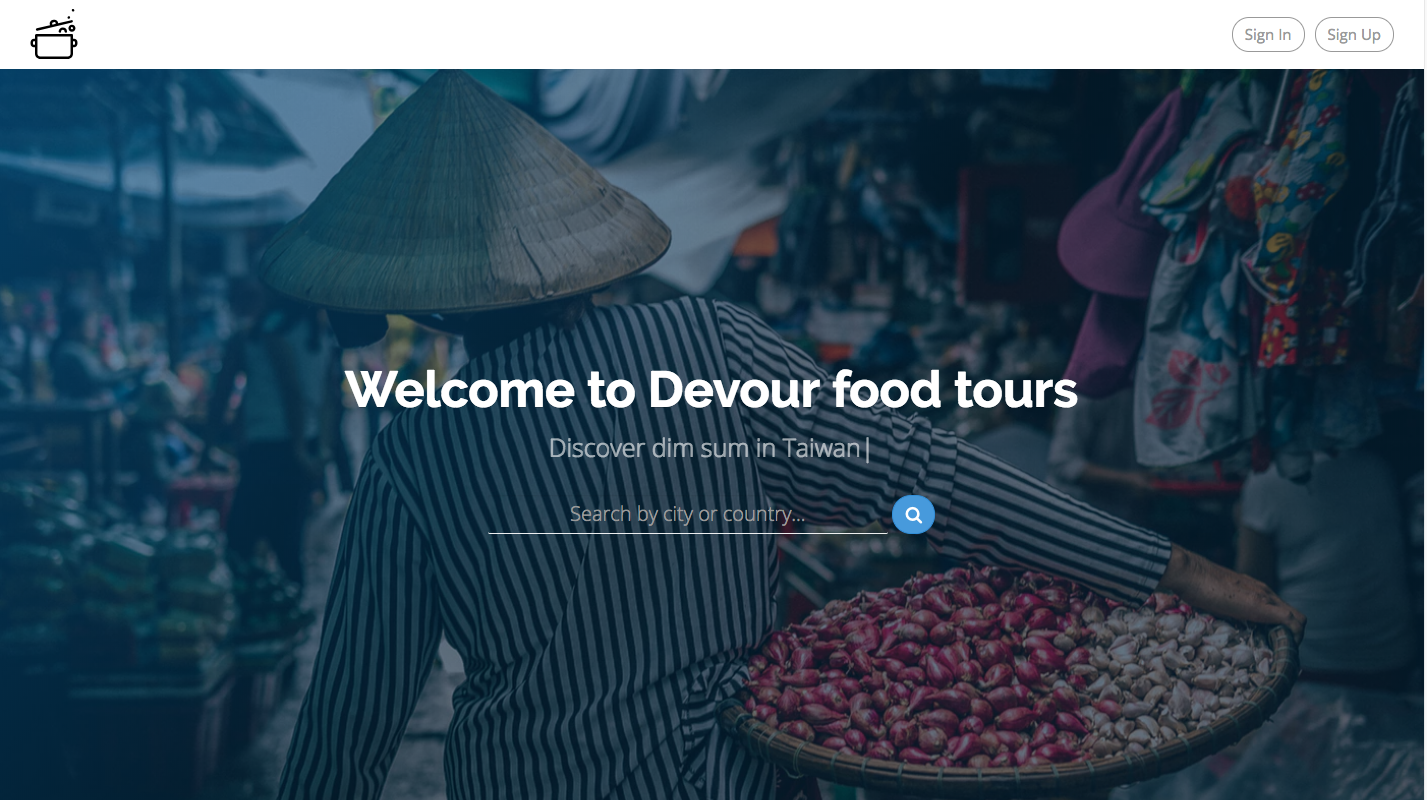 Sign In
Sign Up
Welcome to Devour food tours
Discover dim sum in Taiwan|
Search by city or country...